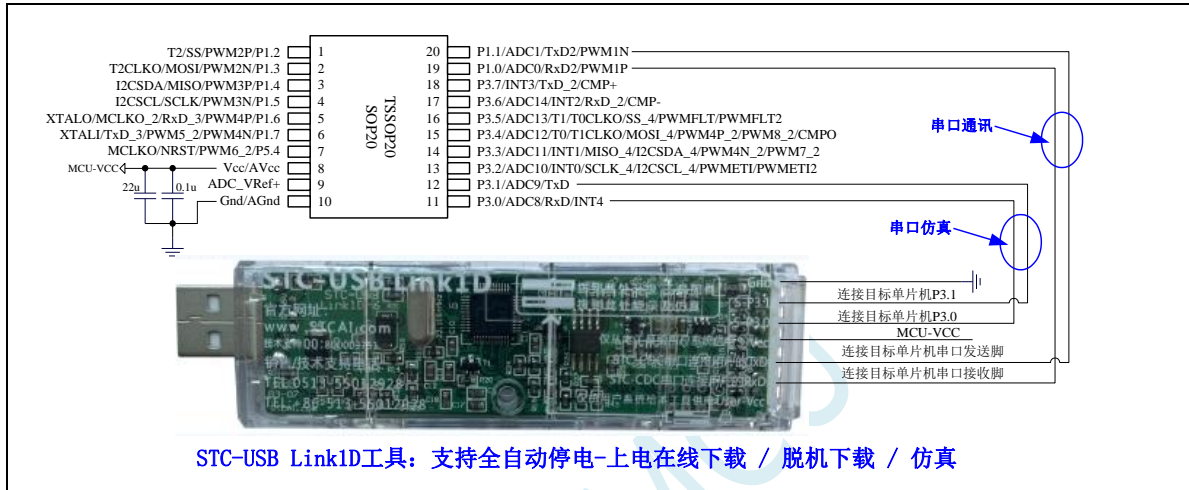 T2/SS/PWM2P/P1.2 1
T2CLKO/MOSI/PWM2N/P1.3 2
I2CSDA/MISO/PWM3P/P1.4 3
I2CSCL/SCLK/PWM3N/P1.5 4
XTALO/MCLKO_2/RxD_3/PWM4P/P1.6 5
XTALI/TxD_3/PWM5_2/PWM4N/P1.7 6
MCLKO/NRST/PWM6_2/P5.4 7
MCU-VCC Vcc/AVcc 8
22u 0.1u ADC_VRef+ 9
Gnd/AGnd 10
TSSOP20
SOP20
20 P1.1/ADC1/TxD2/PWM1N
19 P1.0/ADC0/RxD2/PWM1P
18 P3.7/INT3/TxD_2/CMP+
17 P3.6/ADC14/INT2/RxD_2/CMP-
16 P3.5/ADC13/T1/T0CLKO/SS_4/PWMFLT/PWMFLT2
15 P3.4/ADC12/T0/T1CLKO/MOSI_4/PWM4P_2/PWM8_2/CMPO
14 P3.3/ADC11/INT1/MISO_4/I2CSDA_4/PWM4N_2/PWM7_2
13 P3.2/ADC10/INT0/SCLK_4/I2CSCL_4/PWMETI/PWMETI2
12 P3.1/ADC9/TxD
11 P3.0/ADC8/RxD/INT4
串口通讯
串口仿真
STC-USB Link1D
官方网址:
www.STCAI.com
Gnd
S-P3.1
连接目标单片机P3.1
连接目标单片机P3.0
MCU-VCC
连接目标单片机串口发送脚
连接目标单片机串口接收脚
STC-USB Link1D工具: 支持全自动停电-上电在线下载 / 脱机下载 / 仿真